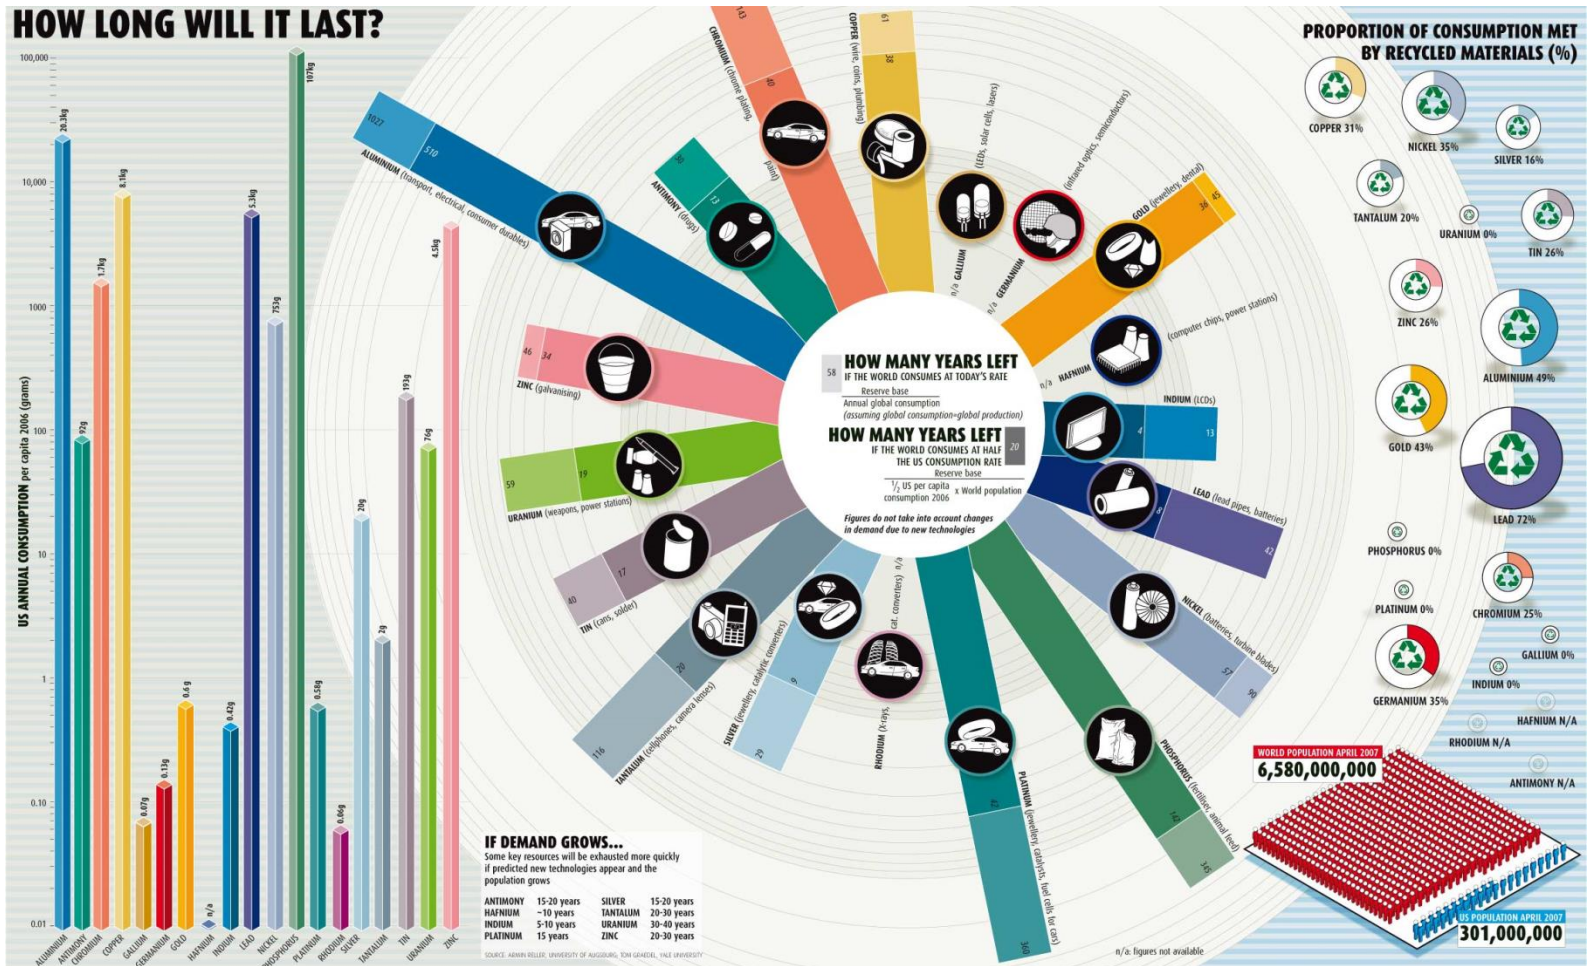 HOW LONG WILL IT LAST?
US ANNUAL CONSUMPTION per capita 2006 (grams)
100,000
10,000
1000
100
10
1
0.10
0.01
20.3kg
92g
1.7kg
8.1kg
0.07g
0.13g
0.6 g
n/a
0.42g
5.3kg
753g
107kg
0.58g
0.06g
20g
2g
193g
76g
4.5kg
ALUMINIUM
ANTIMONY
CHROMIUM
COPPER
GALLIUM
GERMANIUM
GOLD
HAFNIUM
INDIUM
LEAD
NICKEL
PHOSPHORUS
PLATINUM
RHODIUM
SILVER
TANTALUM
TIN
URANIUM
ZINC
1027
510
ALUMINIUM (transport, electrical, consumer durables)
30
13
ANTIMONY (drugs)
143
40
CHROMIUM (chrome plating,
paint)
61
38
COPPER (wire, coins, plumbing)
n/a GALLIUM
(LEDs, solar cells, lasers)
n/a GERMANIUM
(infrared optics, semiconductors)
GOLD (jewellery, dental)
36
45
n/a HAFNIUM
(computer chips, power stations)
INDIUM (LCDs)
4
13
LEAD (lead pipes, batteries)
8
42
NICKEL (batteries, turbine blades)
57
90
PHOSPHORUS (fertiliser, animal feed)
142
345
PLATINUM (jewellery, catalysts, fuel cells for cars)
42
360
RHODIUM (X-rays,
cat. converters) n/a
SILVER (jewellery, catalytic converters)
9
29
TANTALUM (cellphones, camera lenses)
20
116
TIN (cans, solder)
17
40
URANIUM (weapons, power stations)
19
59
ZINC (galvanising)
34
46
58
HOW MANY YEARS LEFT
IF THE WORLD CONSUMES AT TODAY'S RATE
Reserve base
Annual global consumption
(assuming global consumption=global production)
HOW MANY YEARS LEFT
IF THE WORLD CONSUMES AT HALF
THE US CONSUMPTION RATE
20
Reserve base
1/2 US per capita
consumption 2006 x World population
Figures do not take into account changes
in demand due to new technologies
IF DEMAND GROWS...
Some key resources will be exhausted more quickly
if predicted new technologies appear and the
population grows
ANTIMONY 15-20 years SILVER 15-20 years
HAFNIUM ~10 years TANTALUM 20-30 years
INDIUM 5-10 years URANIUM 30-40 years
PLATINUM 15 years ZINC 20-30 years
SOURCE: ARMIN RELLER, UNIVERSITY OF AUGSBURG; TOM GRAEDEL, YALE UNIVERSITY
n/a: figures not available
PROPORTION OF CONSUMPTION MET
BY RECYCLED MATERIALS (%)
COPPER 31%
NICKEL 35%
SILVER 16%
TANTALUM 20%
URANIUM 0%
TIN 26%
ZINC 26%
ALUMINIUM 49%
GOLD 43%
LEAD 72%
PHOSPHORUS 0%
PLATINUM 0%
CHROMIUM 25%
GALLIUM 0%
GERMANIUM 35%
INDIUM 0%
HAFNIUM N/A
RHODIUM N/A
ANTIMONY N/A
WORLD POPULATION APRIL 2007
6,580,000,000
US POPULATION APRIL 2007
301,000,000